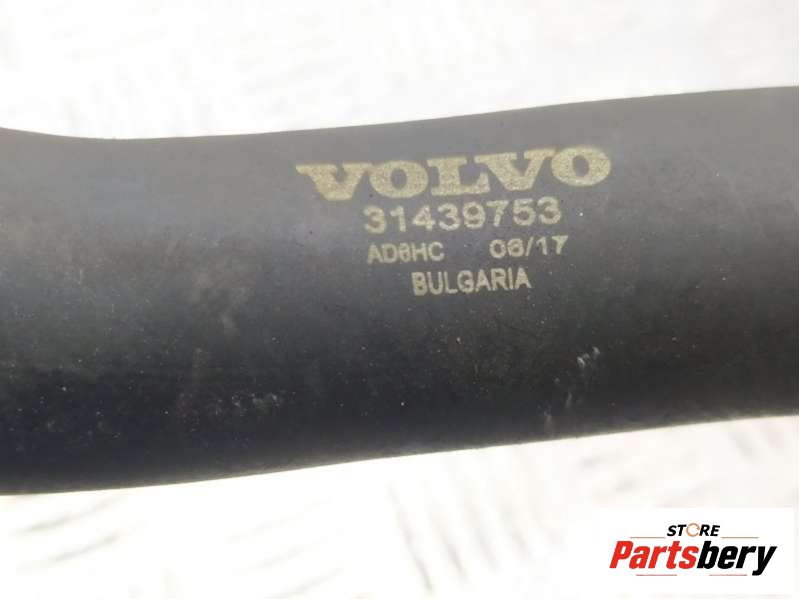 VOLVO
31439753
AD6HC 06/17
BULGARIA
STORE
Partsbery